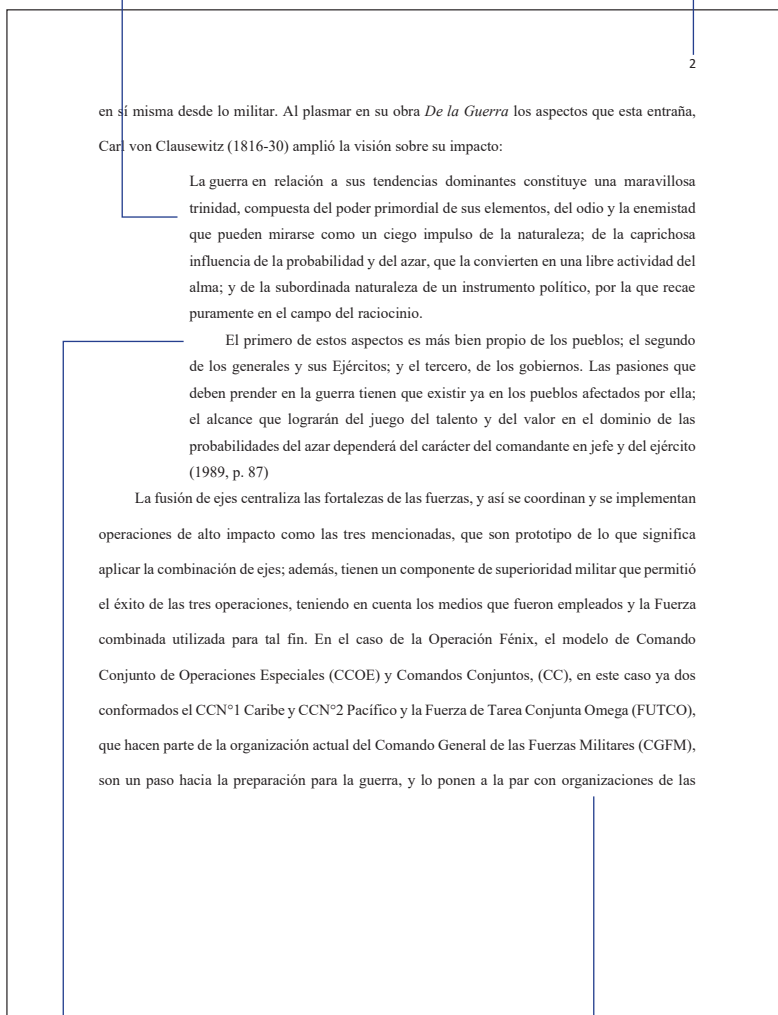 2
en sí misma desde lo militar. Al plasmar en su obra De la Guerra los aspectos que esta entraña,
Carl von Clausewitz (1816-30) amplió la visión sobre su impacto:
La guerra en relación a sus tendencias dominantes constituye una maravillosa
trinidad, compuesta del poder primordial de sus elementos, del odio y la enemistad
que pueden mirarse como un ciego impulso de la naturaleza; de la caprichosa
influencia de la probabilidad y del azar, que la convierten en una libre actividad del
alma; y de la subordinada naturaleza de un instrumento político, por la que recae
puramente en el campo del raciocinio.
El primero de estos aspectos es más bien propio de los pueblos; el segundo
de los generales y sus Ejércitos; y el tercero, de los gobiernos. Las pasiones que
deben prender en la guerra tienen que existir ya en los pueblos afectados por ella;
el alcance que lograrán del juego del talento y del valor en el dominio de las
probabilidades del azar dependerá del carácter del comandante en jefe y del ejército
(1989, p. 87)
La fusión de ejes centraliza las fortalezas de las fuerzas, y así se coordinan y se implementan
operaciones de alto impacto como las tres mencionadas, que son prototipo de lo que significa
aplicar la combinación de ejes; además, tienen un componente de superioridad militar que permitió
el éxito de las tres operaciones, teniendo en cuenta los medios que fueron empleados y la Fuerza
combinada utilizada para tal fin. En el caso de la Operación Fénix, el modelo de Comando
Conjunto de Operaciones Especiales (CCOE) y Comandos Conjuntos, (CC), en este caso ya dos
conformados el CCN°1 Caribe y CCN°2 Pacífico y la Fuerza de Tarea Conjunta Omega (FUTCO),
que hacen parte de la organización actual del Comando General de las Fuerzas Militares (CGFM),
son un paso hacia la preparación para la guerra, y lo ponen a la par con organizaciones de las